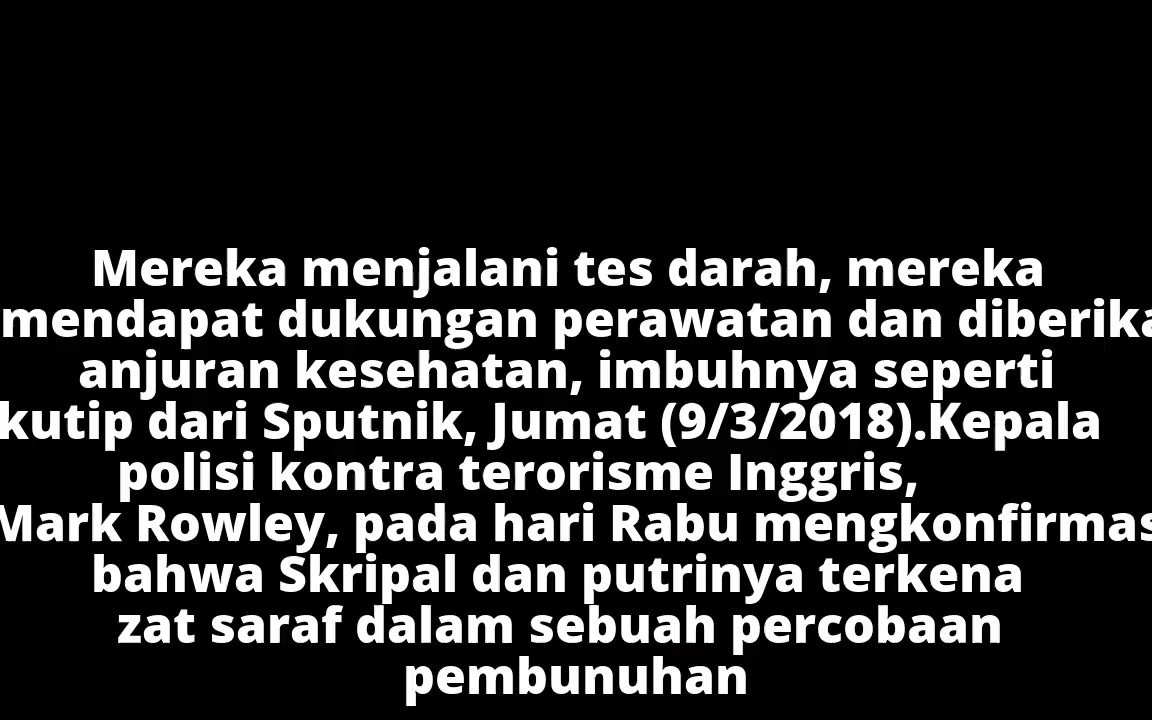 Mereka menjalani tes darah, mereka
mendapat dukungan perawatan dan diberika
anjuran kesehatan, imbuhnya seperti
kutip dari Sputnik, Jumat (9/3/2018).Kepala
polisi kontra terorisme Inggris,
Mark Rowley, pada hari Rabu mengkonfirmas
bahwa Skripal dan putrinya terkena
zat saraf dalam sebuah percobaan
pembunuhan